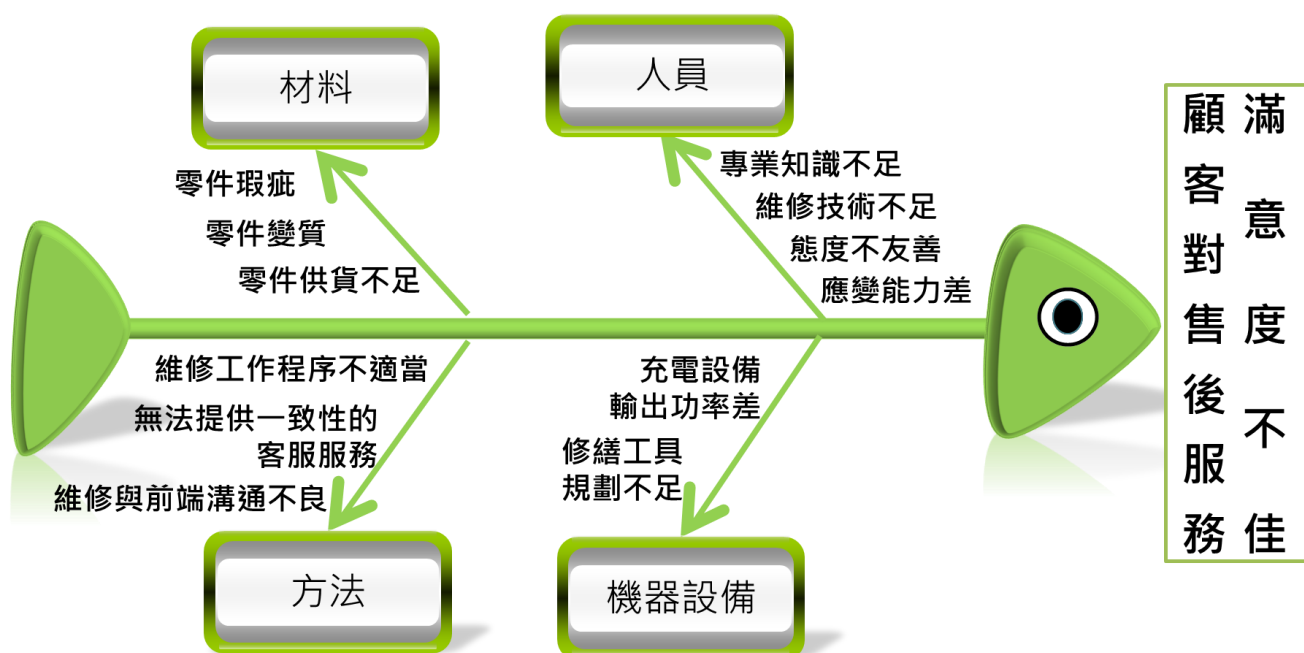 材料
零件瑕疵
零件變質
零件供貨不足
人員
專業知識不足
維修技術不足
態度不友善
應變能力差
維修工作程序不適當
無法提供一致性的
客服服務
維修與前端溝通不良
方法
充電設備
輸出功率差
修繕工具
規劃不足
機器設備
顧客對售後服務
滿意度不佳